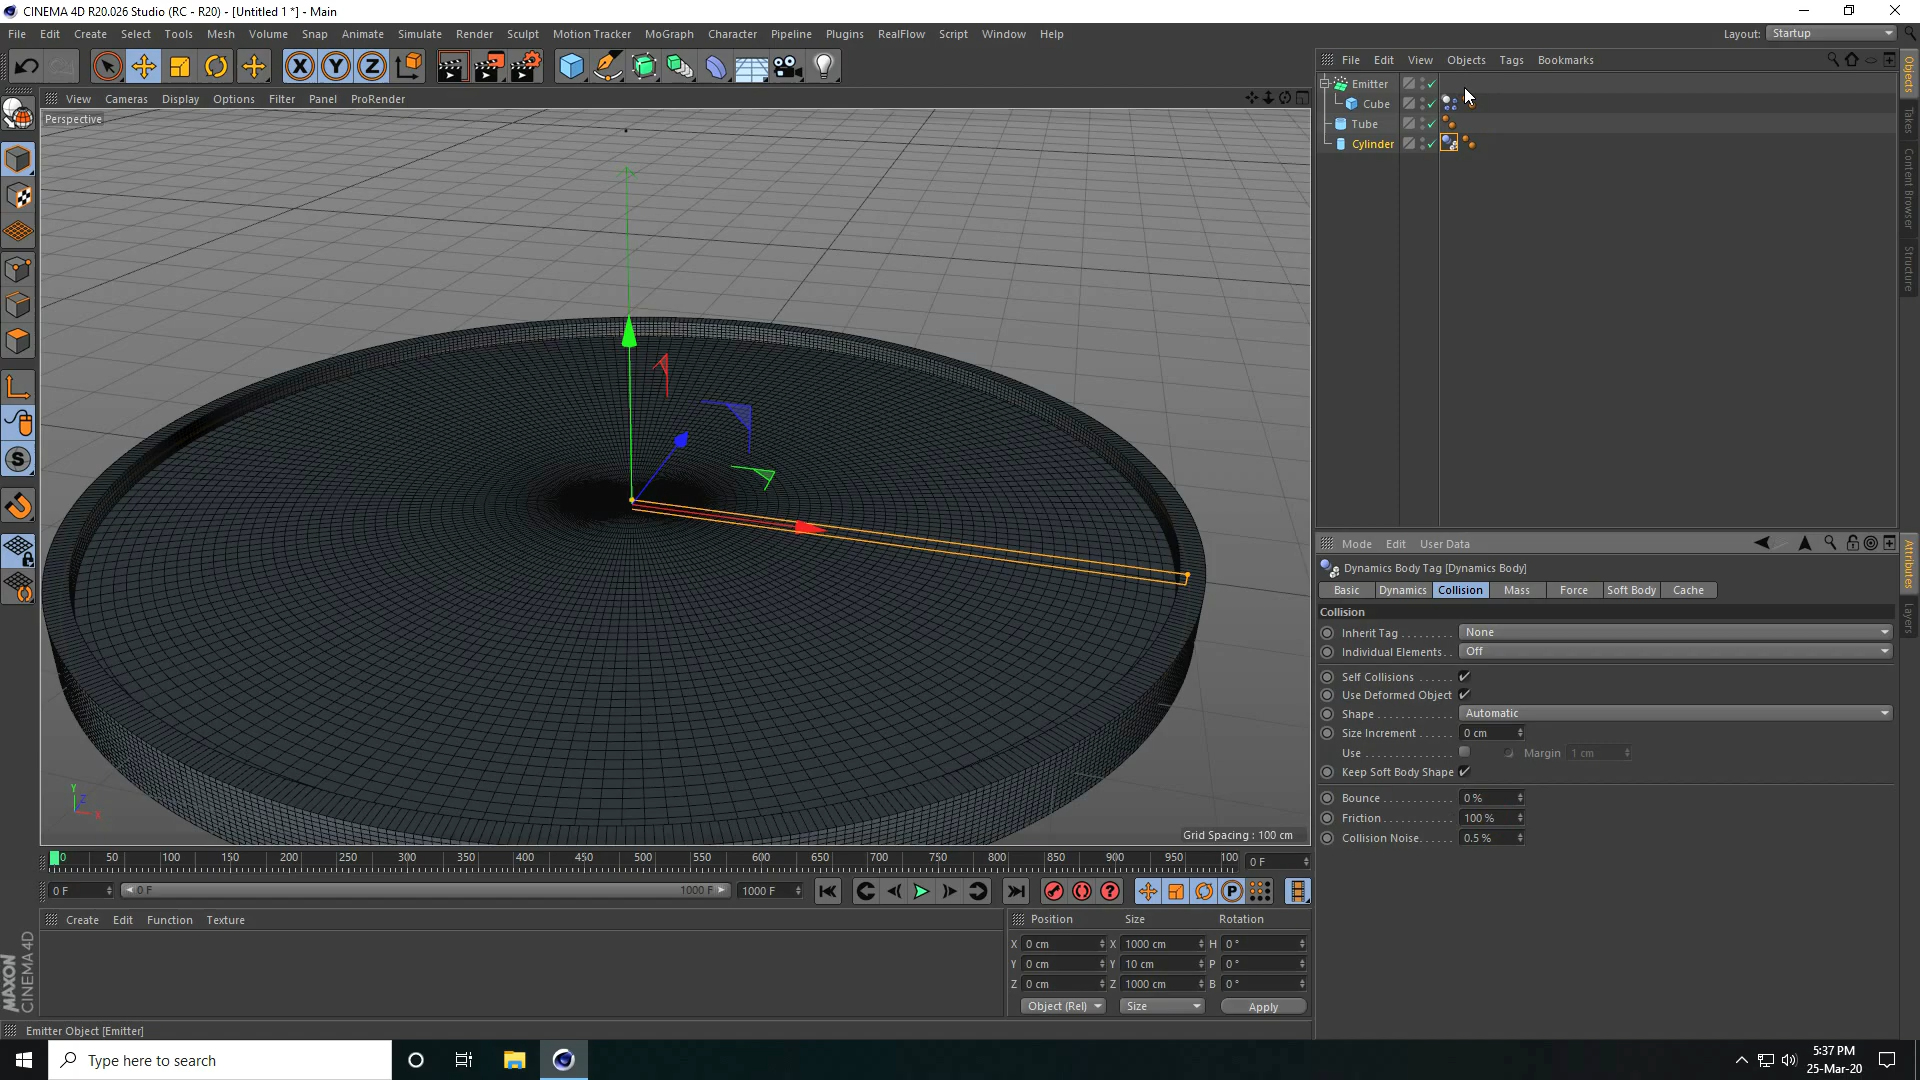 CINEMA 4D R20.026 Studio (RC - R20) - [Untitled 1 *] - Main
File Edit Create Select Tools Mesh Volume Snap Animate Simulate Render Sculpt Motion Tracker MoGraph Character Pipeline Plugins RealFlow Script Window Help
Layout: Startup
X Y Z
File Edit View Objects Tags Bookmarks
Objects
Takes
Content Browser
Structure
Emitter
Cube
Tube
Cylinder
View Cameras Display Options Filter Panel ProRender
Perspective
S
Y
Z
X
Grid Spacing : 100 cm
Mode Edit User Data
Attributes
Layers
Dynamics Body Tag [Dynamics Body]
Basic Dynamics Collision Mass Force Soft Body Cache
Collision
Inherit Tag . . . . . . . . . None
Individual Elements. . Off
Self Collisions . . . . . .
Use Deformed Object
Shape . . . . . . . . . . . . Automatic
Size Increment . . . . . 0 cm
Use . . . . . . . . . . . . . . Margin 1 cm
Keep Soft Body Shape
Bounce . . . . . . . . . . . 0 %
Friction . . . . . . . . . . . 100 %
Collision Noise. . . . . . 0.5 %
0 50 100 150 200 250 300 350 400 450 500 550 600 650 700 750 800 850 900 950 100 0 F
0 F 0 F 1000 F 1000 F P
Create Edit Function Texture
Position Size Rotation
X 0 cm X 1000 cm H 0 °
Y 0 cm Y 10 cm P 0 °
Z 0 cm Z 1000 cm B 0 °
Object (Rel) Size Apply
MAXON
CINEMA 4D
Emitter Object [Emitter]
Type here to search
5:37 PM
25-Mar-20